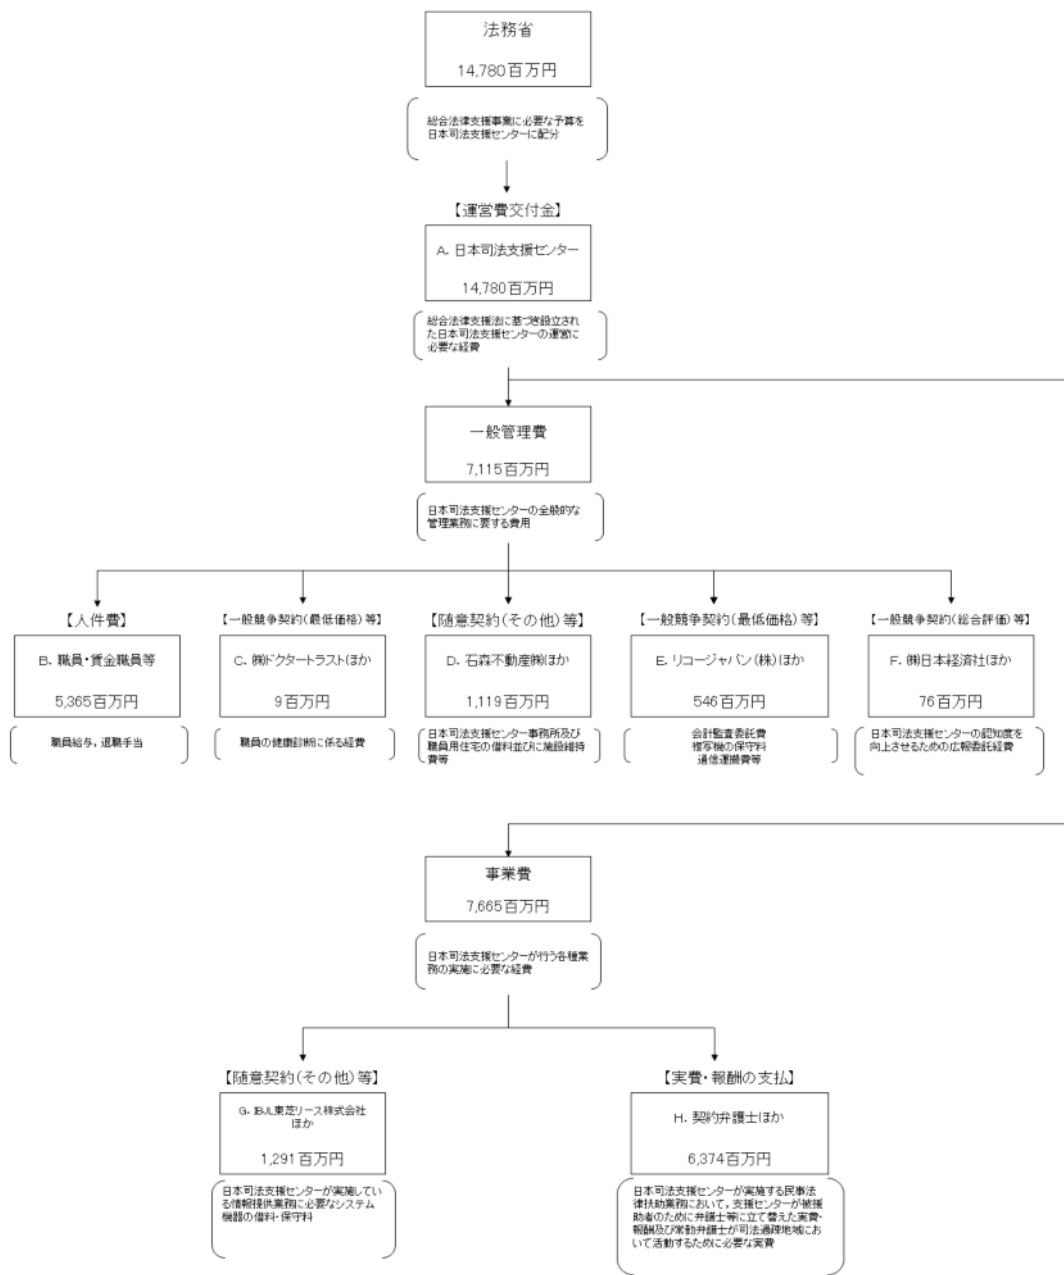 法務省
14,780百万円
総合法律支援事業に必要な予算を
日本司法支援センターに配分
【運営費交付金】
A. 日本司法支援センター
14,780百万円
総合法律支援法に基づき設立され
た日本司法支援センターの運営に
必要な経費
一般管理費
7,115百万円
日本司法支援センターの全般的な
管理業務に要する費用
【人件費】
B. 職員・賃金職員等
5,365百万円
職員給与，退職手当
【一般競争契約(最低価格)等】
C. ㈱ドクタートラストほか
9百万円
職員の健康診断に係る経費
【随意契約(その他)等】
D. 石森不動産㈱ほか
1,119百万円
日本司法支援センター事務所及び
職員用住宅の借料並びに施設維持
費等
【一般競争契約(最低価格)等】
E. リコージャパン(株)ほか
546百万円
会計監査委託費
複写機の保守料
通信運搬費等
【一般競争契約(総合評価)等】
F. ㈱日本経済社ほか
76百万円
日本司法支援センターの認知度を
向上させるための広報委託経費
事業費
7,665百万円
日本司法支援センターが行う各種業
務の実施に必要な経費
【随意契約(その他)等】
G. IBJL東芝リース株式会社
ほか
1,291百万円
日本司法支援センターが実施してい
る情報提供業務に必要なシステム
機器の借料・保守料
【実費・報酬の支払】
H. 契約弁護士ほか
6,374百万円
日本司法支援センターが実施する民事法
律扶助業務において，支援センターが被援
助者のために弁護士等に立て替えた実費・
報酬及び常勤弁護士が司法過疎地域にお
いて活動するために必要な実費